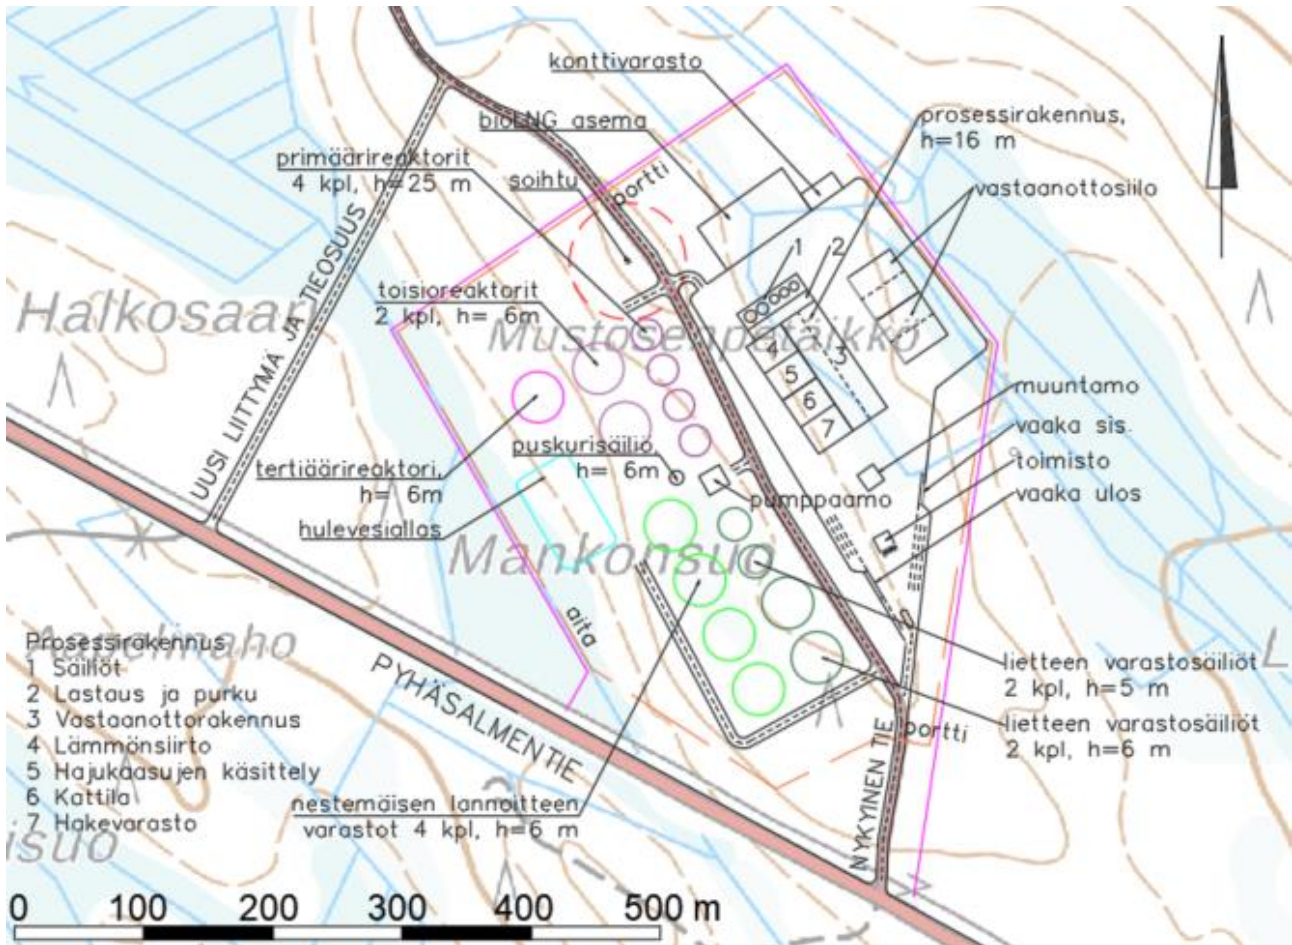 konttivarasto
bioLNG asema
prosessirakennus,
h=16 m
primäärireaktorit
4 kpl, h=25 m
soihtu
portti
vastaanottosiilo
1
2
toisioreaktorit
2 kpl, h= 6m
Mustosenpetäikkö
UUSI LIITTYMÄ JA TIEOSUUS
3
4
5
6
7
muuntamo
vaaka sis.
toimisto
vaaka ulos
tertiäärireaktori,
h= 6m
puskurisäiliö,
h= 6m
pumppaamo
hulevesiallas
Mankonsuo
aita
Prosessirakennus
1 Säiliöt
2 Lastaus ja purku
3 Vastaanottorakennus
4 Lämmönsiirto
5 Hajukaasujen käsittely
6 Kattila
7 Hakevarasto
PYHÄSALMENTIE
lietteen varastosäiliöt
2 kpl, h=5 m
lietteen varastosäiliöt
2 kpl, h=6 m
portti
NYKYINEN TIE
nestemäisen lannoitteen
varastot 4 kpl, h=6 m
0 100 200 300 400 500 m